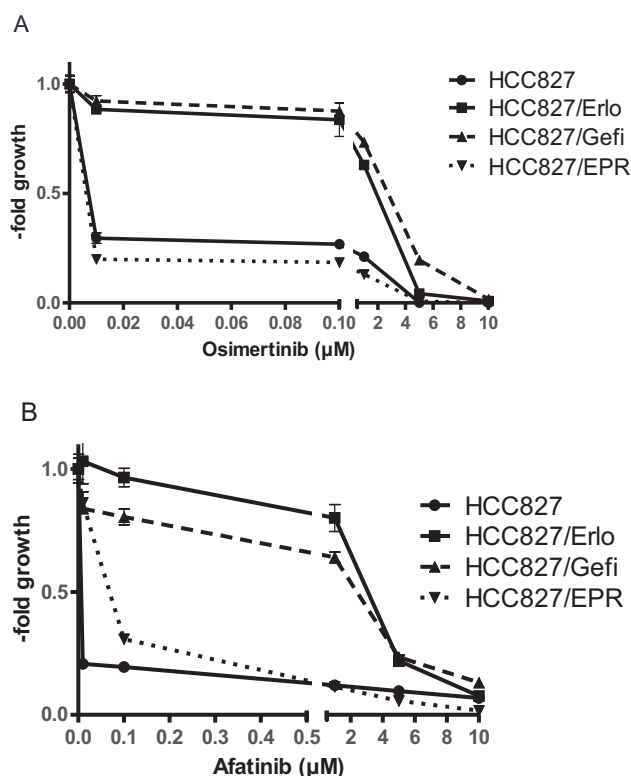 A
1.0
0.5
0.0
-fold growth
0.00 0.02 0.04 0.06 0.08 0.10 2 4 6 8 10
Osimertinib (µM)
HCC827
HCC827/Erlo
HCC827/Gefi
HCC827/EPR
B
1.0
0.5
0.0
-fold growth
0.0 0.1 0.2 0.3 0.4 0.5 2 4 6 8 10
Afatinib (µM)
HCC827
HCC827/Erlo
HCC827/Gefi
HCC827/EPR